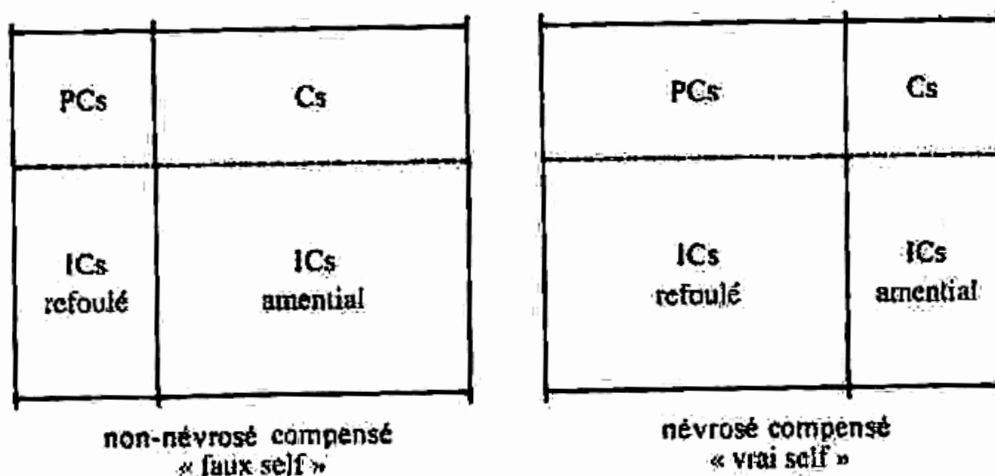 PCs Cs
ICs
refoulé
ICs
amential
non-névrosé compensé
« faux self »
PCs Cs
ICs
refoulé
ICs
amential
névrosé compensé
« vrai self »